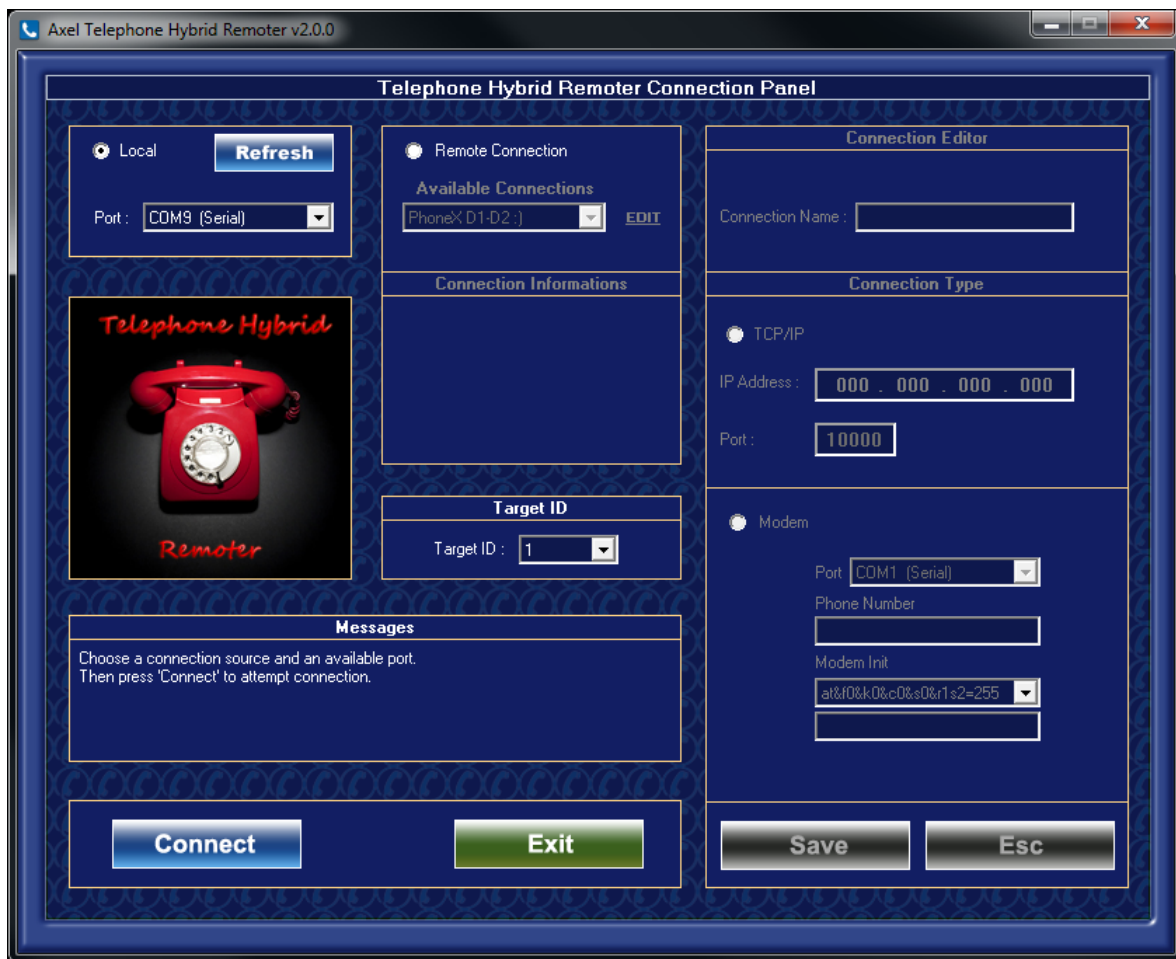 Axel Telephone Hybrid Remoter v2.0.0
Telephone Hybrid Remoter Connection Panel
Local
Refresh
Port :
COM9 (Serial)
Remote Connection
Available Connections
PhoneX D1-D2 :)
EDIT
Connection Informations
Telephone Hybrid
Remoter
Target ID
Target ID :
1
Messages
Choose a connection source and an available port.
Then press 'Connect' to attempt connection.
Connect
Exit
Connection Editor
Connection Name :
Connection Type
TCP/IP
IP Address :
000 . 000 . 000 . 000
Port :
10000
Modem
Port
COM1 (Serial)
Phone Number
Modem Init
at&f0&k0&c0&s0&r1s2=255
Save
Esc